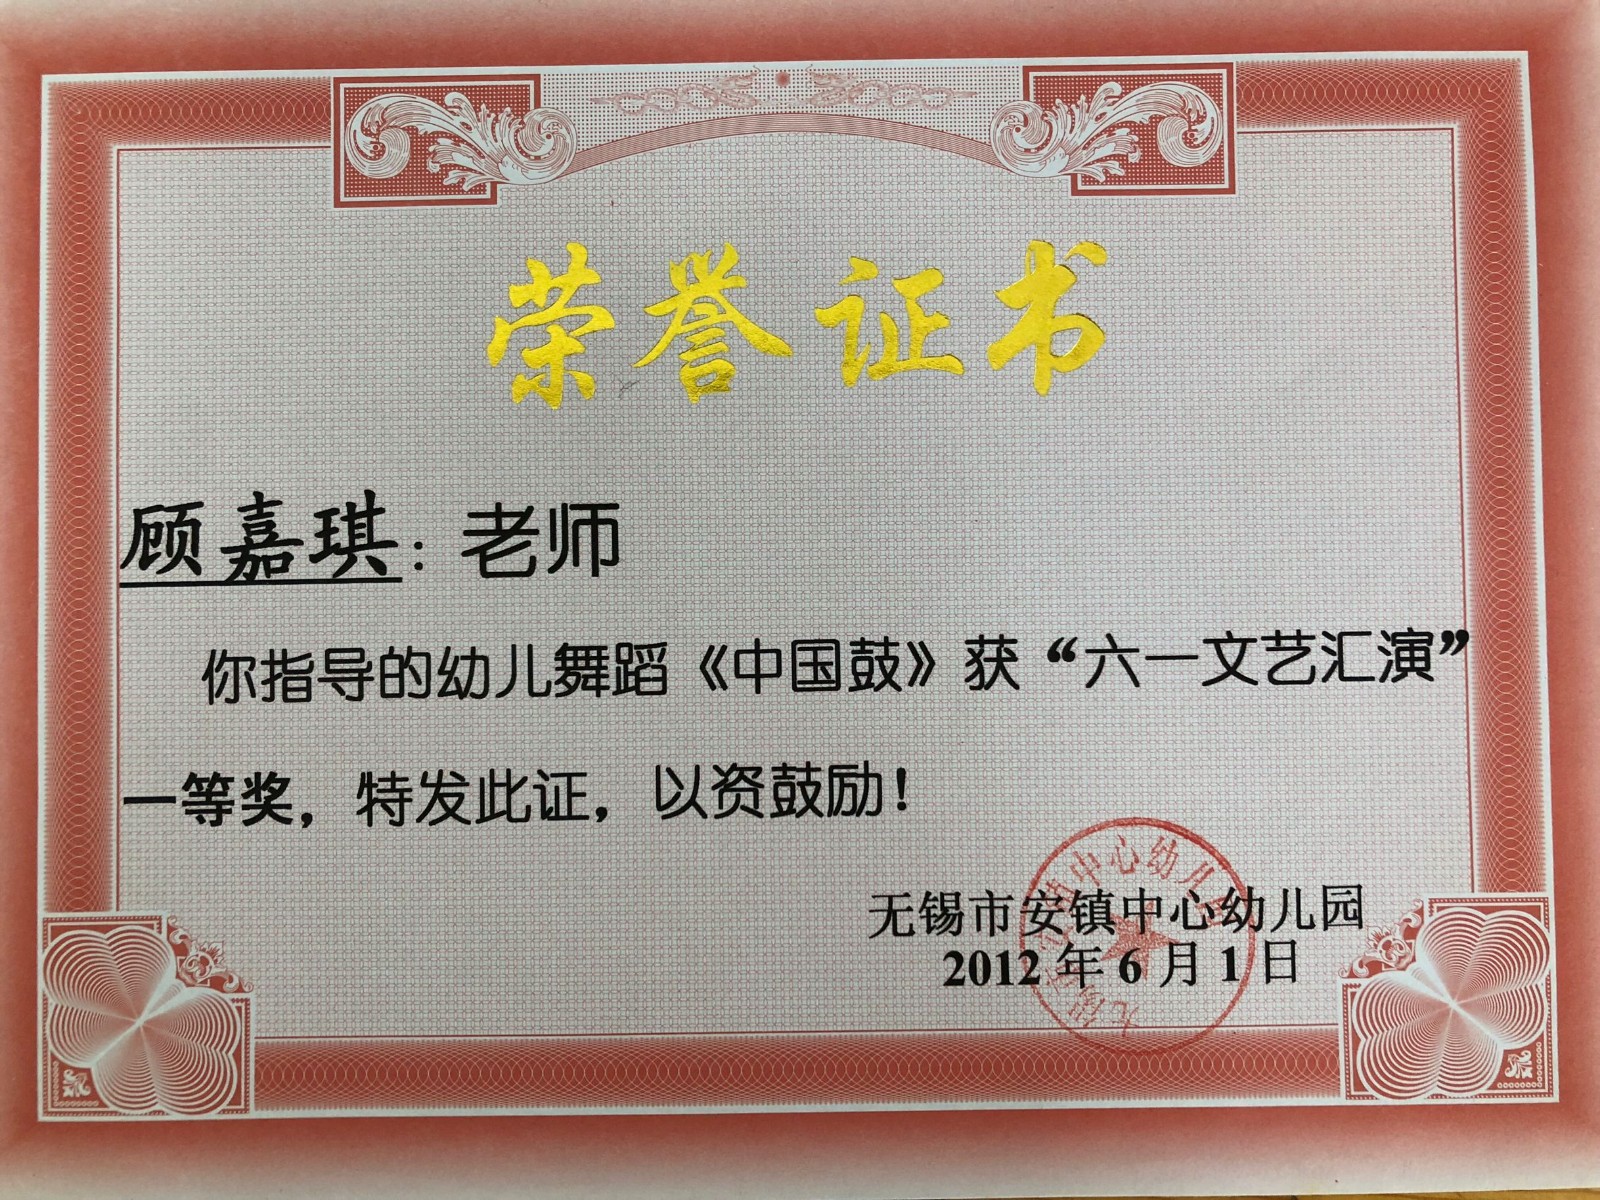 荣誉证书
顾嘉琪：老师
你指导的幼儿舞蹈《中国鼓》获“六一文艺汇演”
一等奖，特发此证，以资鼓励！
无锡市安镇中心幼儿园
2012年6月1日